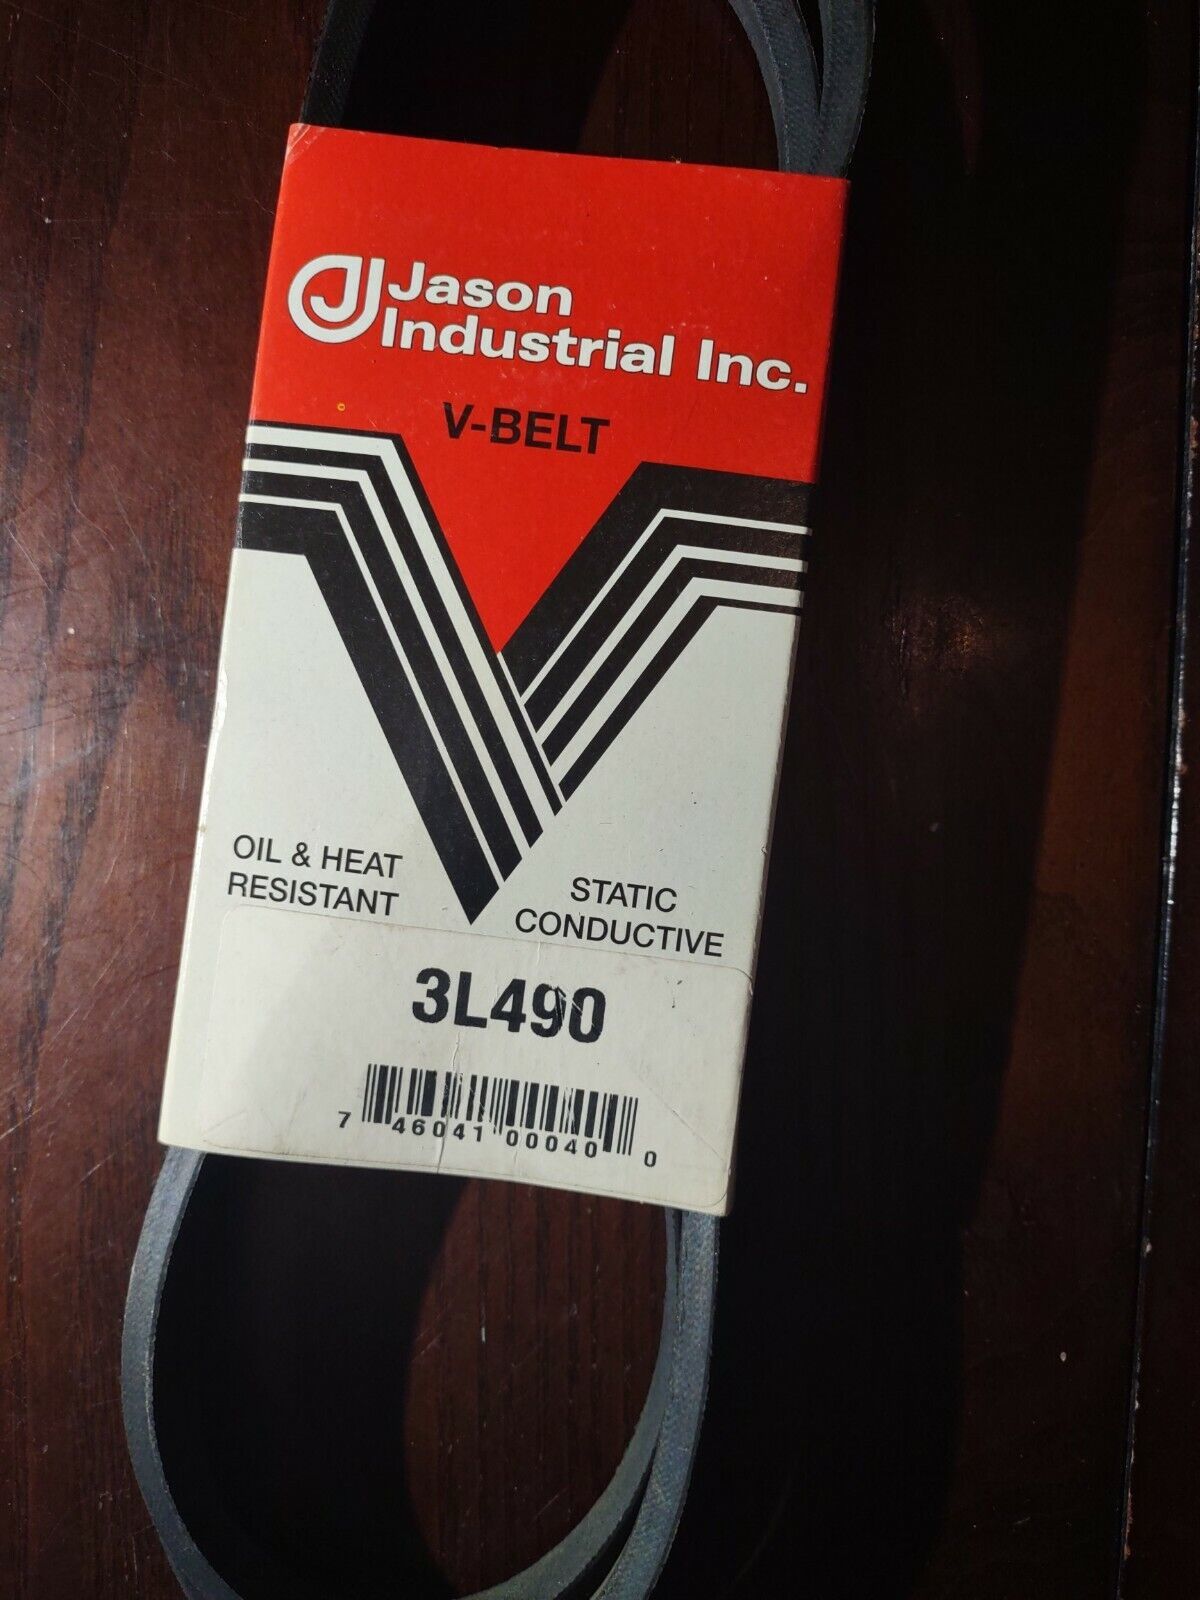 Jason
Industrial Inc.
V-BELT
OIL & HEAT
RESISTANT
STATIC
CONDUCTIVE
3L490
7 46041 00040 0